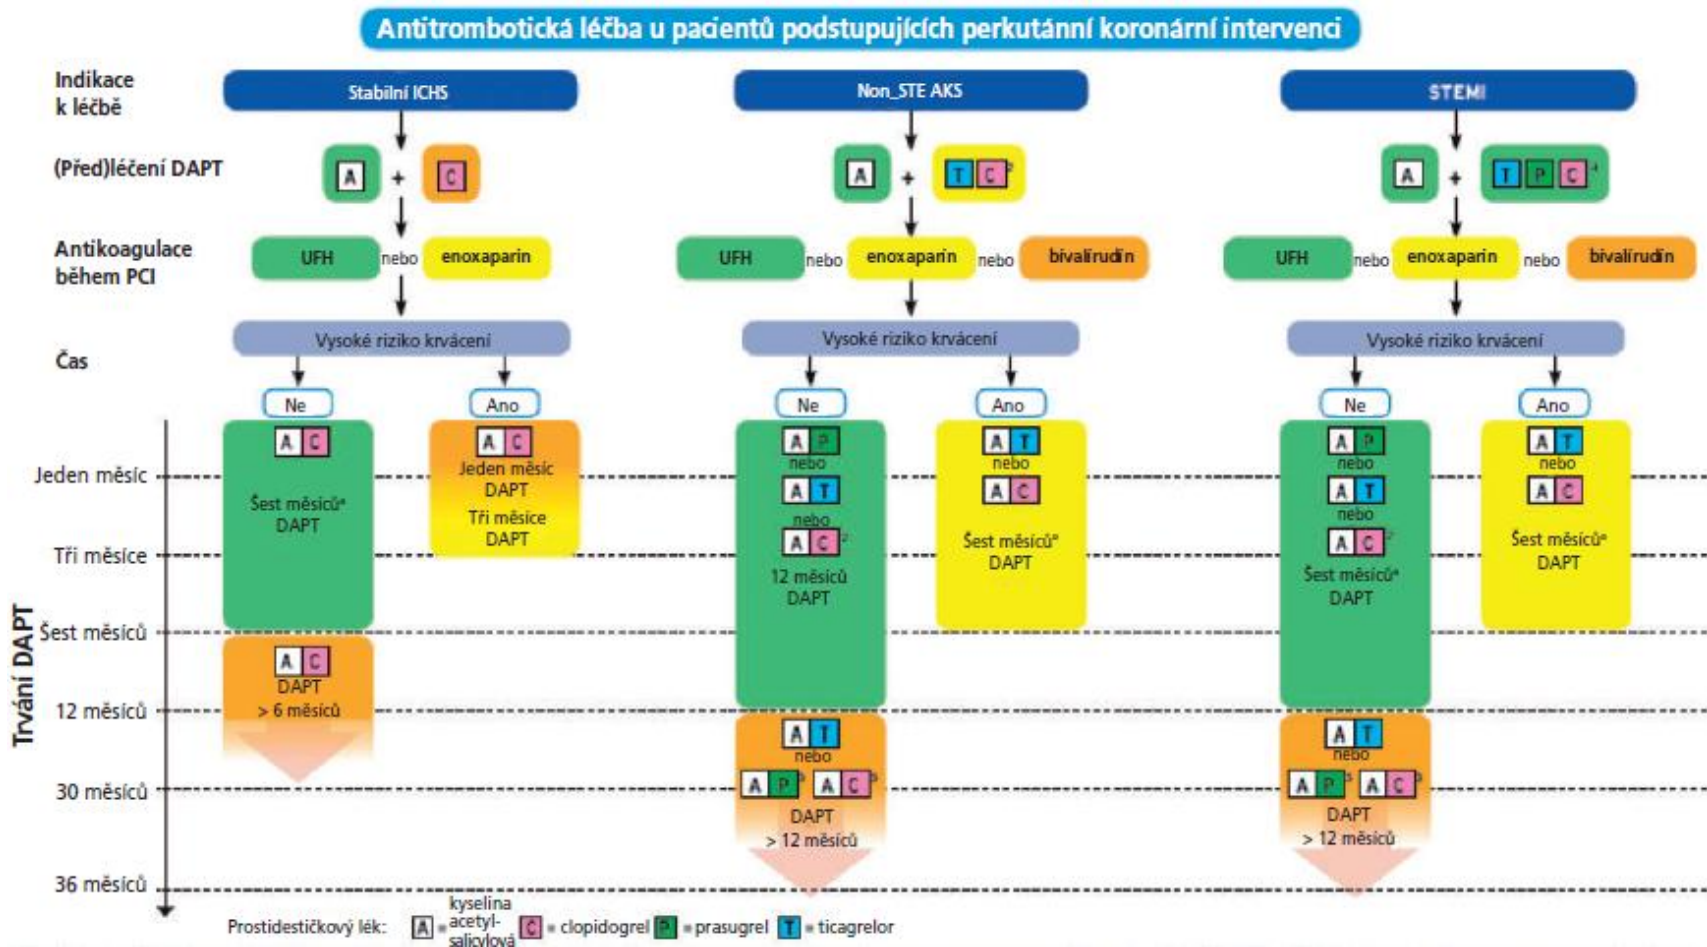 Antitrombotická léčba u pacientů podstupujících perkutánní koronární intervenci
Indikace
k léčbě
Stabilní ICHS
Non_STE AKS
STEMI
(Před)léčení DAPT
A + C
A + T C
A + T P C
Antikoagulace
během PCI
UFH nebo enoxaparin
UFH nebo enoxaparin nebo bivalírudín
UFH nebo enoxaparin nebo bivalírudín
Čas
Vysoké riziko krvácení
Vysoké riziko krvácení
Vysoké riziko krvácení
Ne
Ano
Ne
Ano
Ne
Ano
Trvání DAPT
Jeden měsíc
Tři měsíce
Šest měsíců
12 měsíců
30 měsíců
36 měsíců
A C
Šest měsíců
DAPT
A C
DAPT
> 6 měsíců
A C
Jeden měsíc
DAPT
Tři měsíce
DAPT
A P
nebo
A T
nebo
A C
12 měsíců
DAPT
A T
nebo
A P A C
DAPT
> 12 měsíců
A T
nebo
A C
Šest měsíců
DAPT
A P
nebo
A T
nebo
A C
Šest měsíců
DAPT
A T
nebo
A P A C
DAPT
> 12 měsíců
A T
nebo
A C
Šest měsíců
DAPT
Prostidestičkový lék: A = kyselina
acetyl-
salicylová
C = clopidogrel P = prasugrel T = ticagrelor